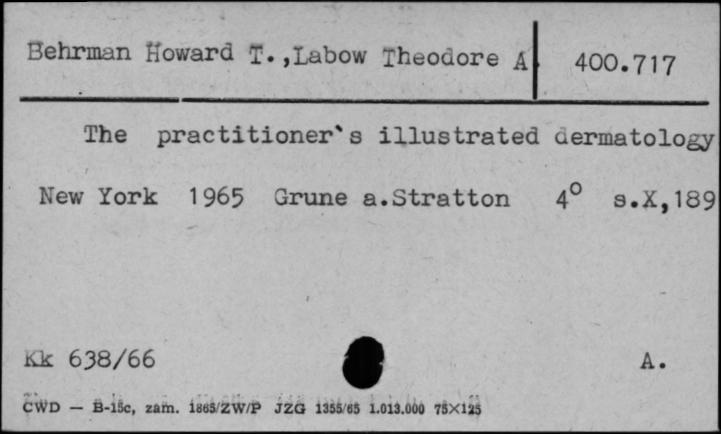 Behrman Howard T.,Labow Theodore A
400.717
The practitioner`s illustrated dermatology
New York 1965 Grune a.Stratton 4° s.X,189
Kk 638/66
A.
CWD — B-15c, zam. 1865/ZW/P JZG 1355/65 1.013.000 75×125